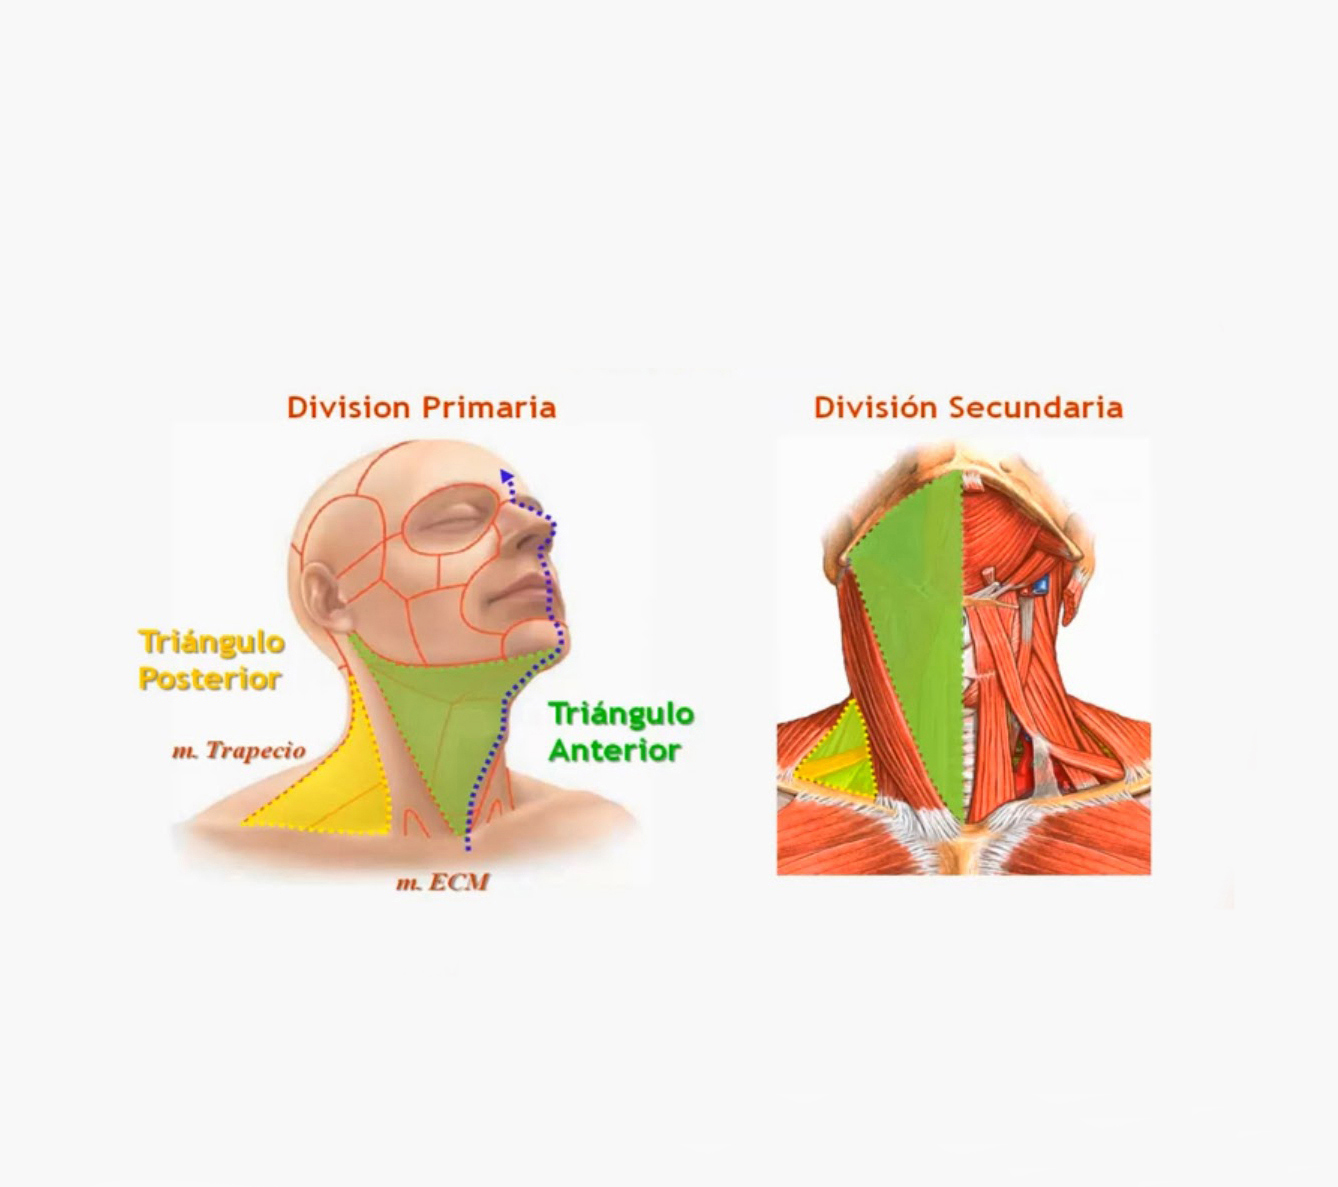 Division Primaria
División Secundaria
Triángulo
Posterior
m. Trapecio
Triángulo
Anterior
m. ECM